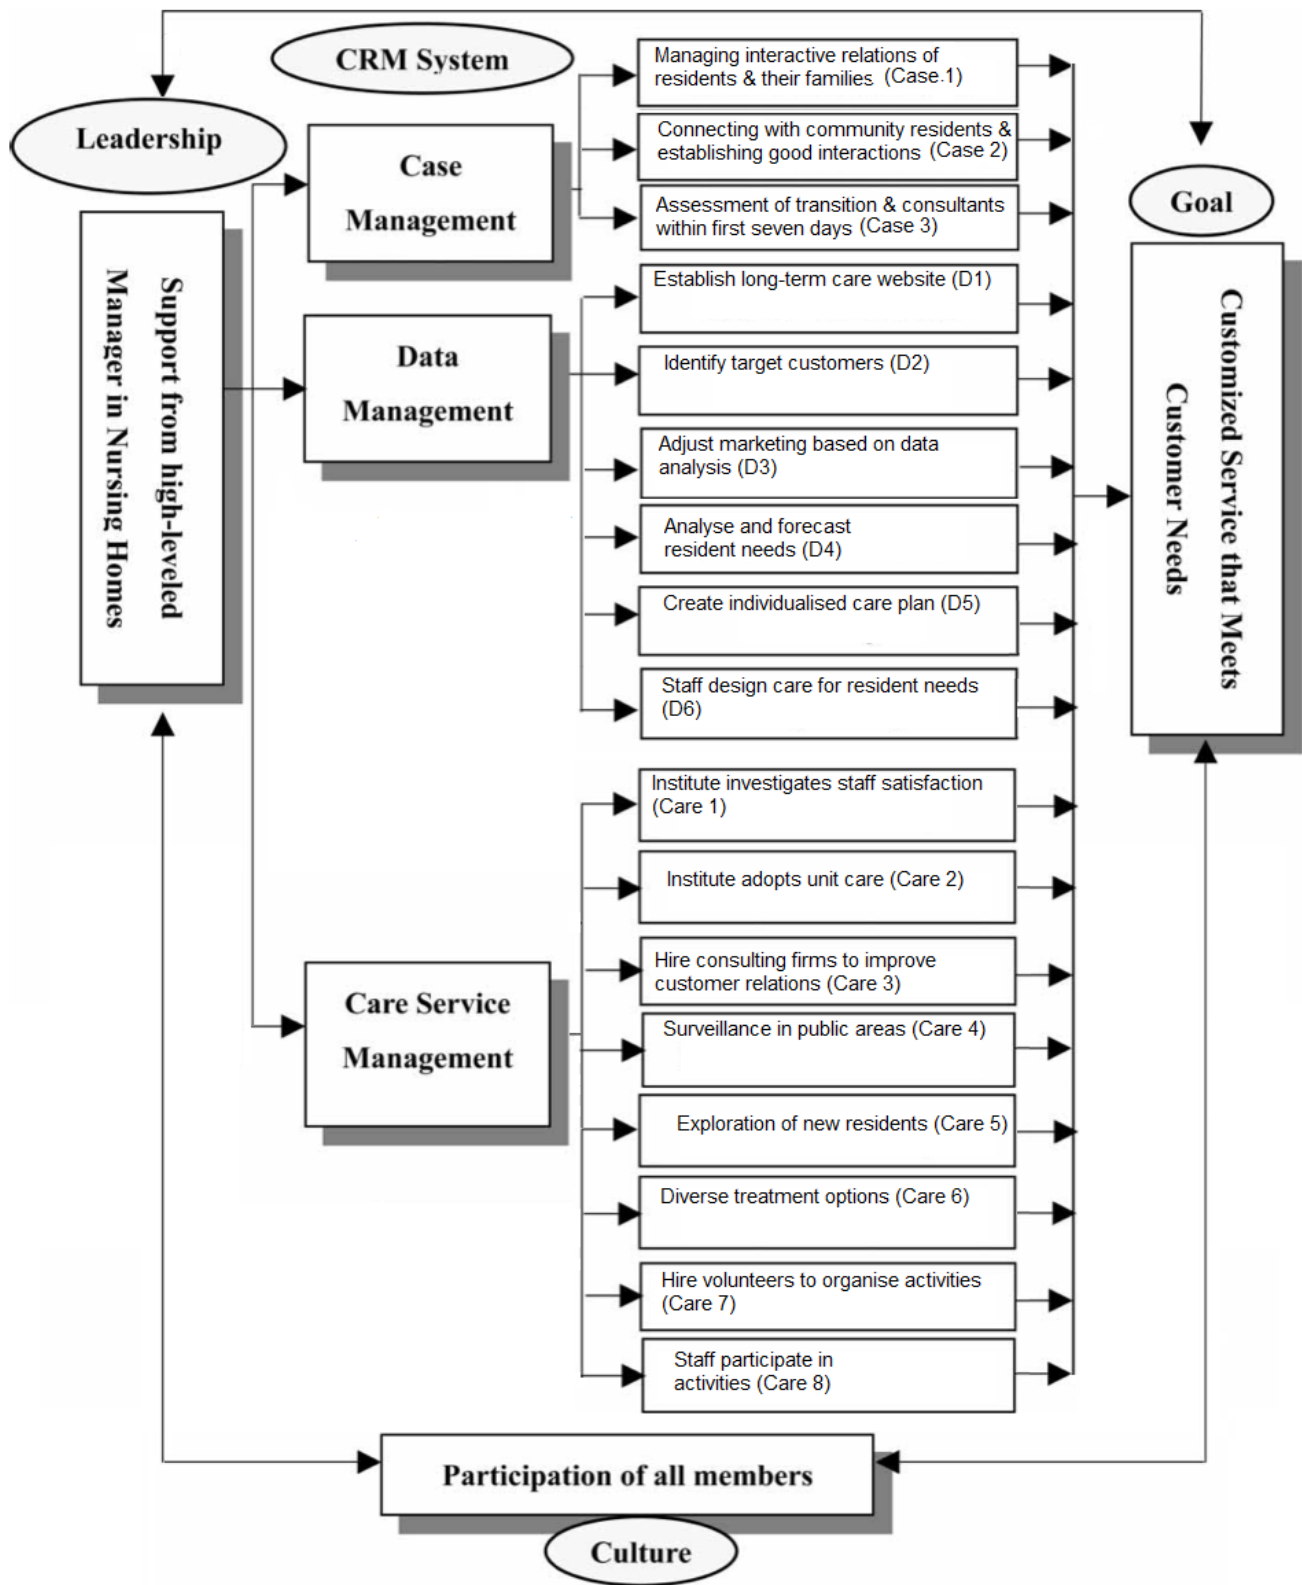 CRM System
Leadership
Support from high-leveled
Manager in Nursing Homes
Case
Management
Managing interactive relations of
residents & their families (Case.1)
Connecting with community residents &
establishing good interactions (Case 2)
Assessment of transition & consultants
within first seven days (Case 3)
Data
Management
Establish long-term care website (D1)
Identify target customers (D2)
Adjust marketing based on data
analysis (D3)
Analyse and forecast
resident needs (D4)
Create individualised care plan (D5)
Staff design care for resident needs
(D6)
Care Service
Management
Institute investigates staff satisfaction
(Care 1)
Institute adopts unit care (Care 2)
Hire consulting firms to improve
customer relations (Care 3)
Surveillance in public areas (Care 4)
Exploration of new residents (Care 5)
Diverse treatment options (Care 6)
Hire volunteers to organise activities
(Care 7)
Staff participate in
activities (Care 8)
Goal
Customized Service that Meets
Customer Needs
Participation of all members
Culture